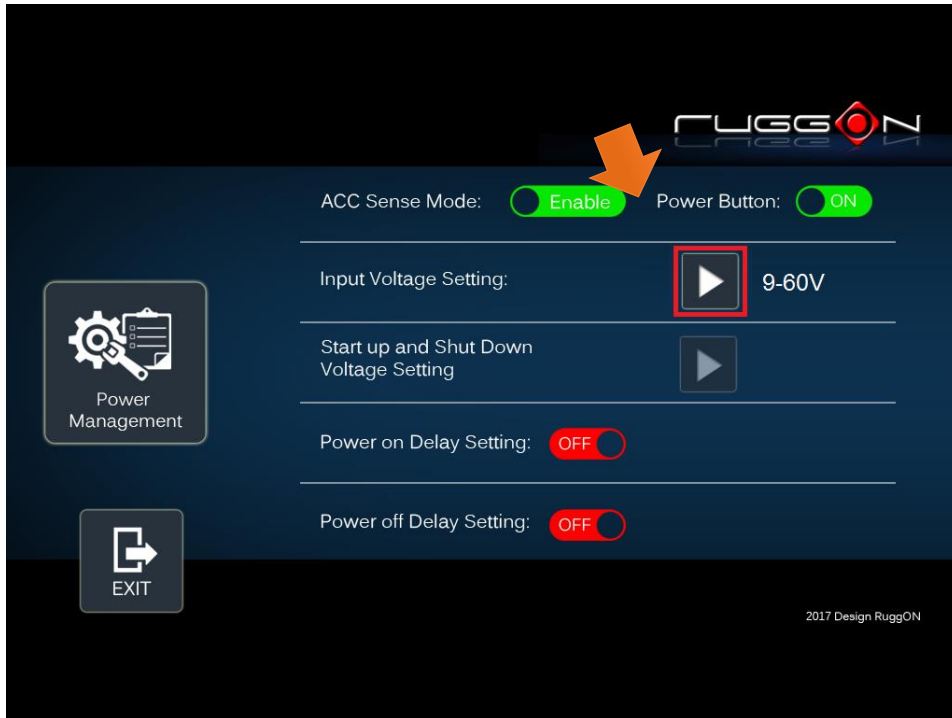 RUGGON
ACC Sense Mode: Enable Power Button: ON
Input Voltage Setting: 9-60V
Start up and Shut Down
Voltage Setting
Power
Management
Power on Delay Setting: OFF
Power off Delay Setting: OFF
EXIT
2017 Design RuggON